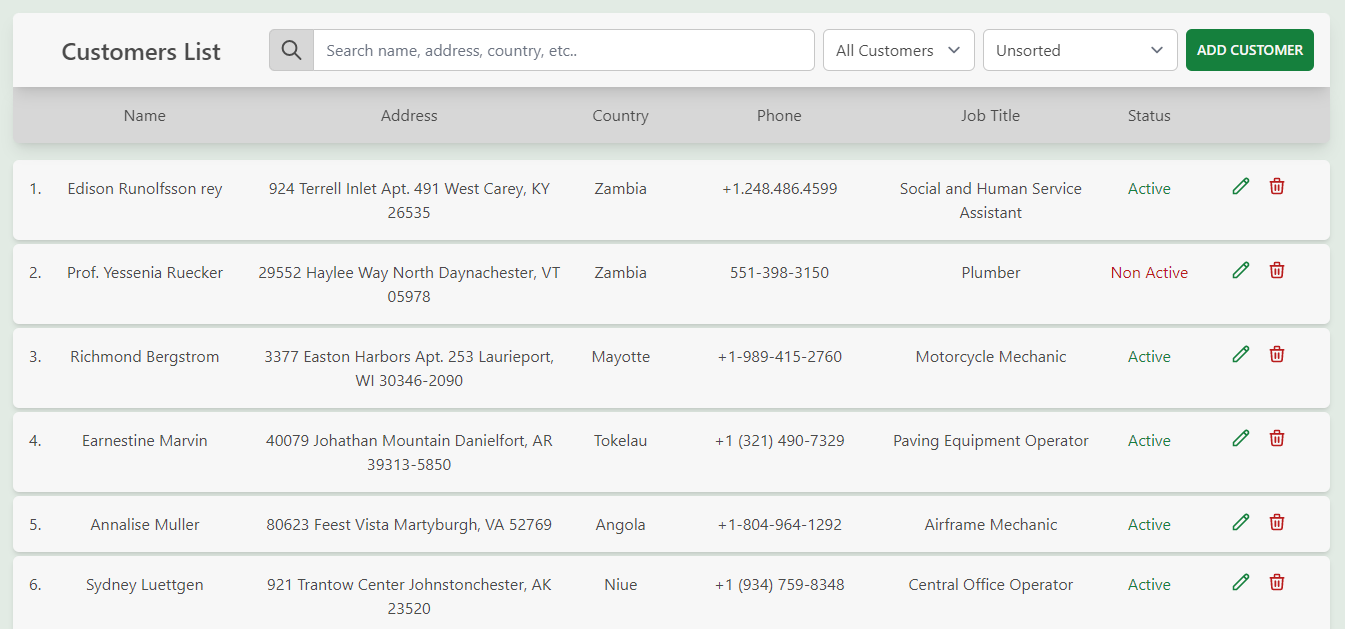 Customers List
Search name, address, country, etc..
All Customers
Unsorted
ADD CUSTOMER
Name Address Country Phone Job Title Status
1. Edison Runolfsson rey 924 Terrell Inlet Apt. 491 West Carey, KY Zambia +1.248.486.4599 Social and Human Service Active
26535 Assistant
2. Prof. Yessenia Ruecker 29552 Haylee Way North Daynachester, VT Zambia 551-398-3150 Plumber Non Active
05978
3. Richmond Bergstrom 3377 Easton Harbors Apt. 253 Laurieport, Mayotte +1-989-415-2760 Motorcycle Mechanic Active
WI 30346-2090
4. Earnestine Marvin 40079 Johathan Mountain Danielfort, AR Tokelau +1 (321) 490-7329 Paving Equipment Operator Active
39313-5850
5. Annalise Muller 80623 Feest Vista Martyburgh, VA 52769 Angola +1-804-964-1292 Airframe Mechanic Active
6. Sydney Luettgen 921 Trantow Center Johnstonchester, AK Niue +1 (934) 759-8348 Central Office Operator Active
23520